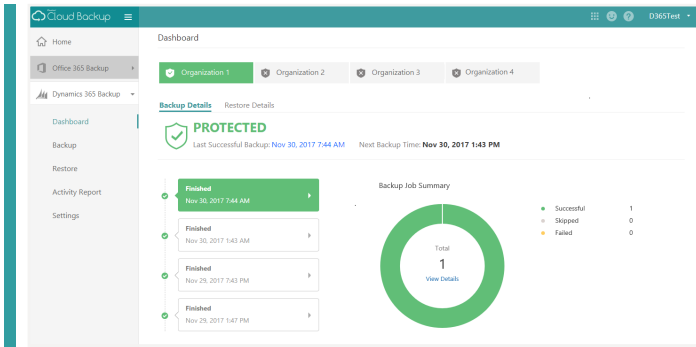 Cloud Backup
D365Test
Home
Office 365 Backup
Dynamics 365 Backup
Dashboard
Backup
Restore
Activity Report
Settings
Dashboard
Organization 1
Organization 2
Organization 3
Organization 4
Backup Details
Restore Details
PROTECTED
Last Successful Backup: Nov 30, 2017 7:44 AM
Next Backup Time: Nov 30, 2017 1:43 PM
Finished
Nov 30, 2017 7:44 AM
Finished
Nov 30, 2017 1:43 AM
Finished
Nov 29, 2017 7:43 PM
Finished
Nov 29, 2017 1:47 PM
Backup Job Summary
Total
1
View Details
Successful 1
Skipped 0
Failed 0